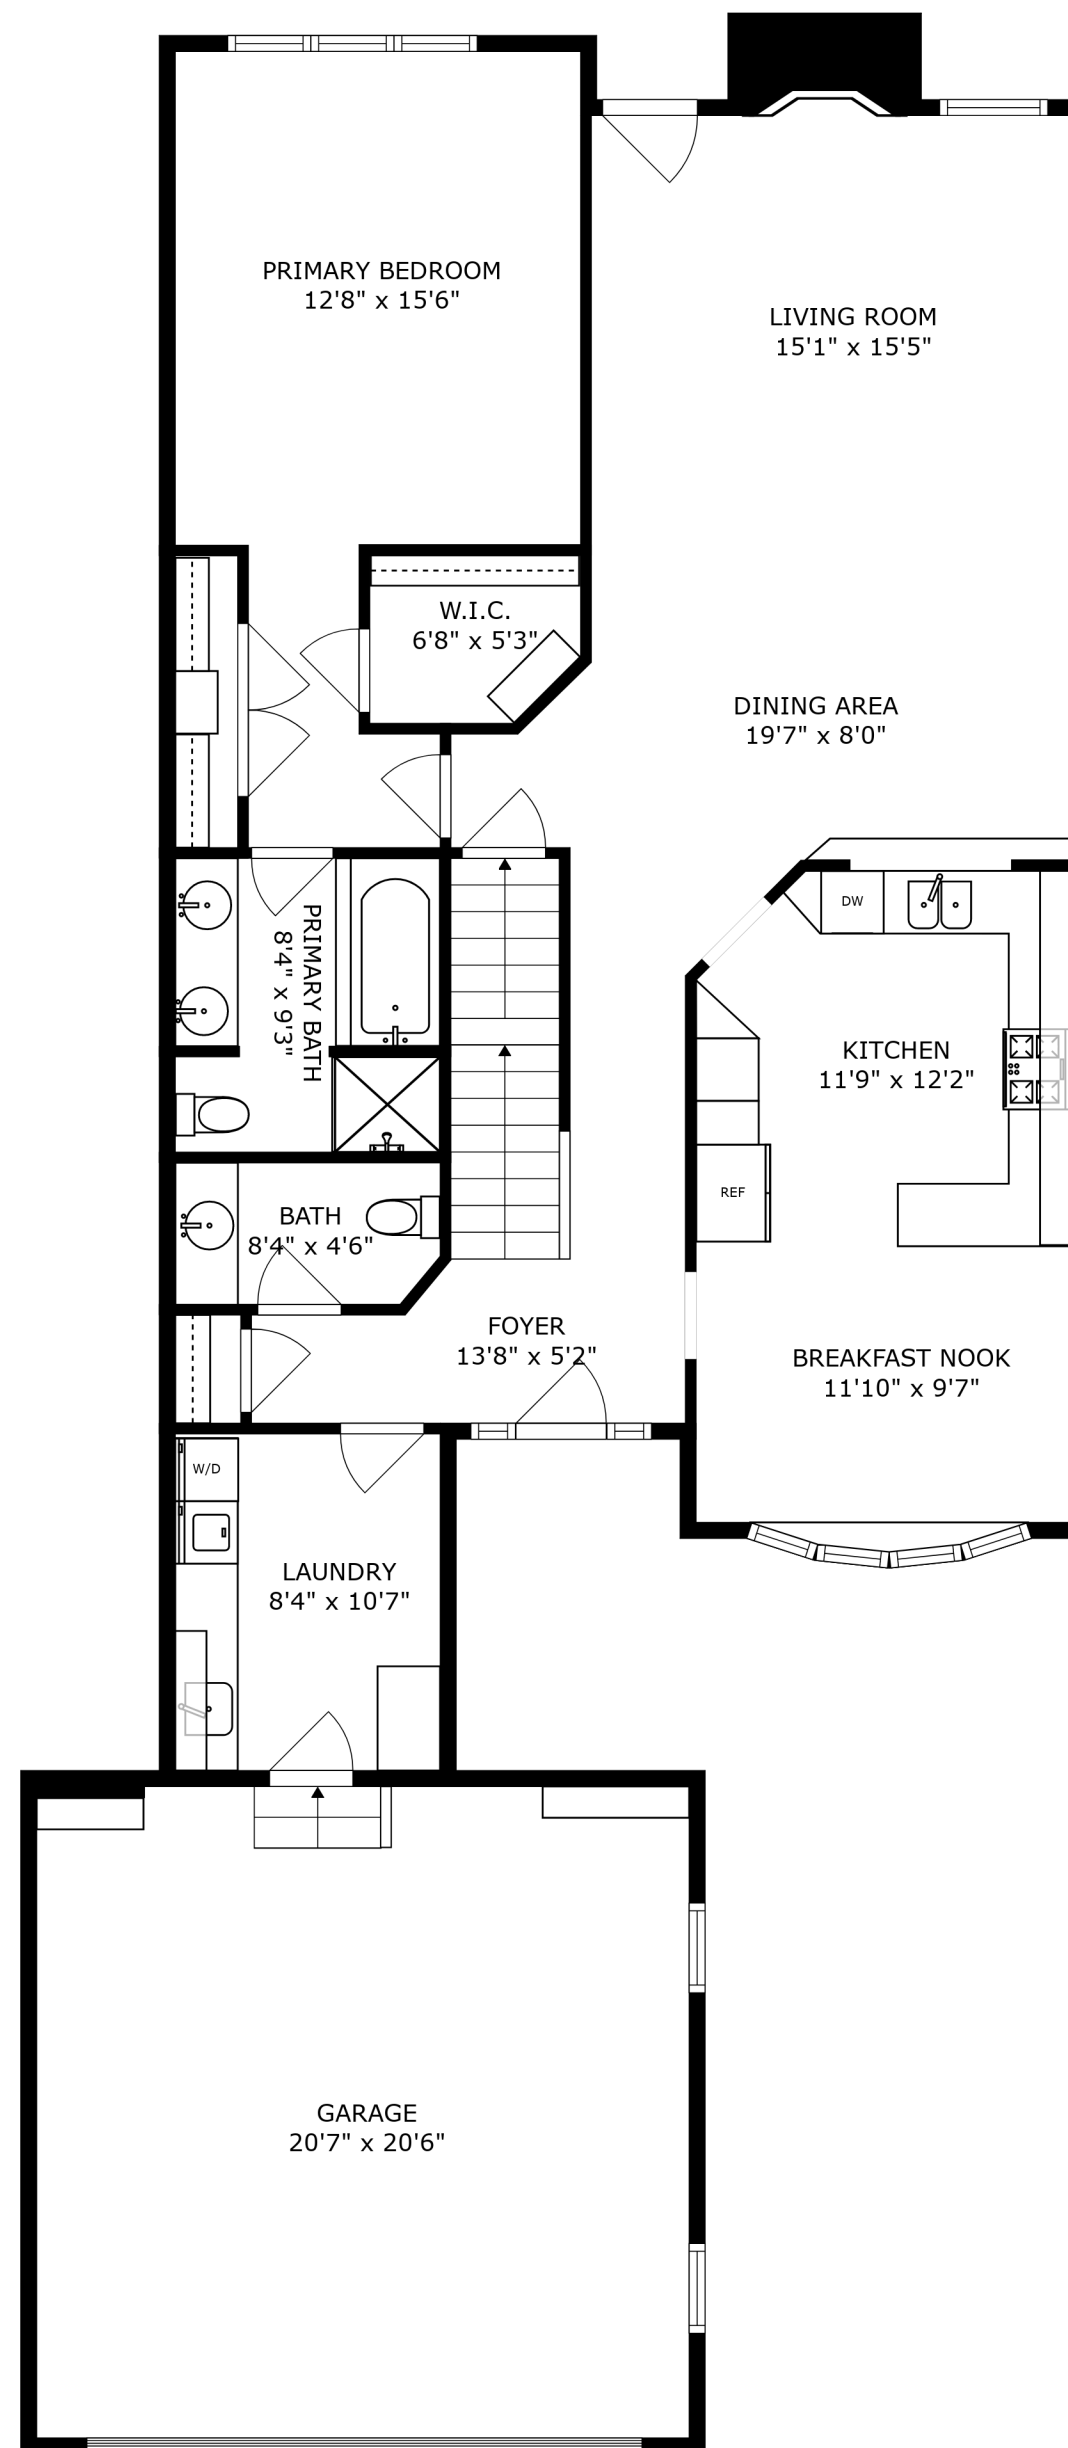 PRIMARY BEDROOM
12'8" x 15'6"
LIVING ROOM
15'1" x 15'5"
W.I.C.
6'8" x 5'3"
DINING AREA
19'7" x 8'0"
DW
PRIMARY BATH
8'4" x 9'3"
KITCHEN
11'9" x 12'2"
REF
BATH
8'4" x 4'6"
FOYER
13'8" x 5'2"
BREAKFAST NOOK
11'10" x 9'7"
W/D
LAUNDRY
8'4" x 10'7"
GARAGE
20'7" x 20'6"